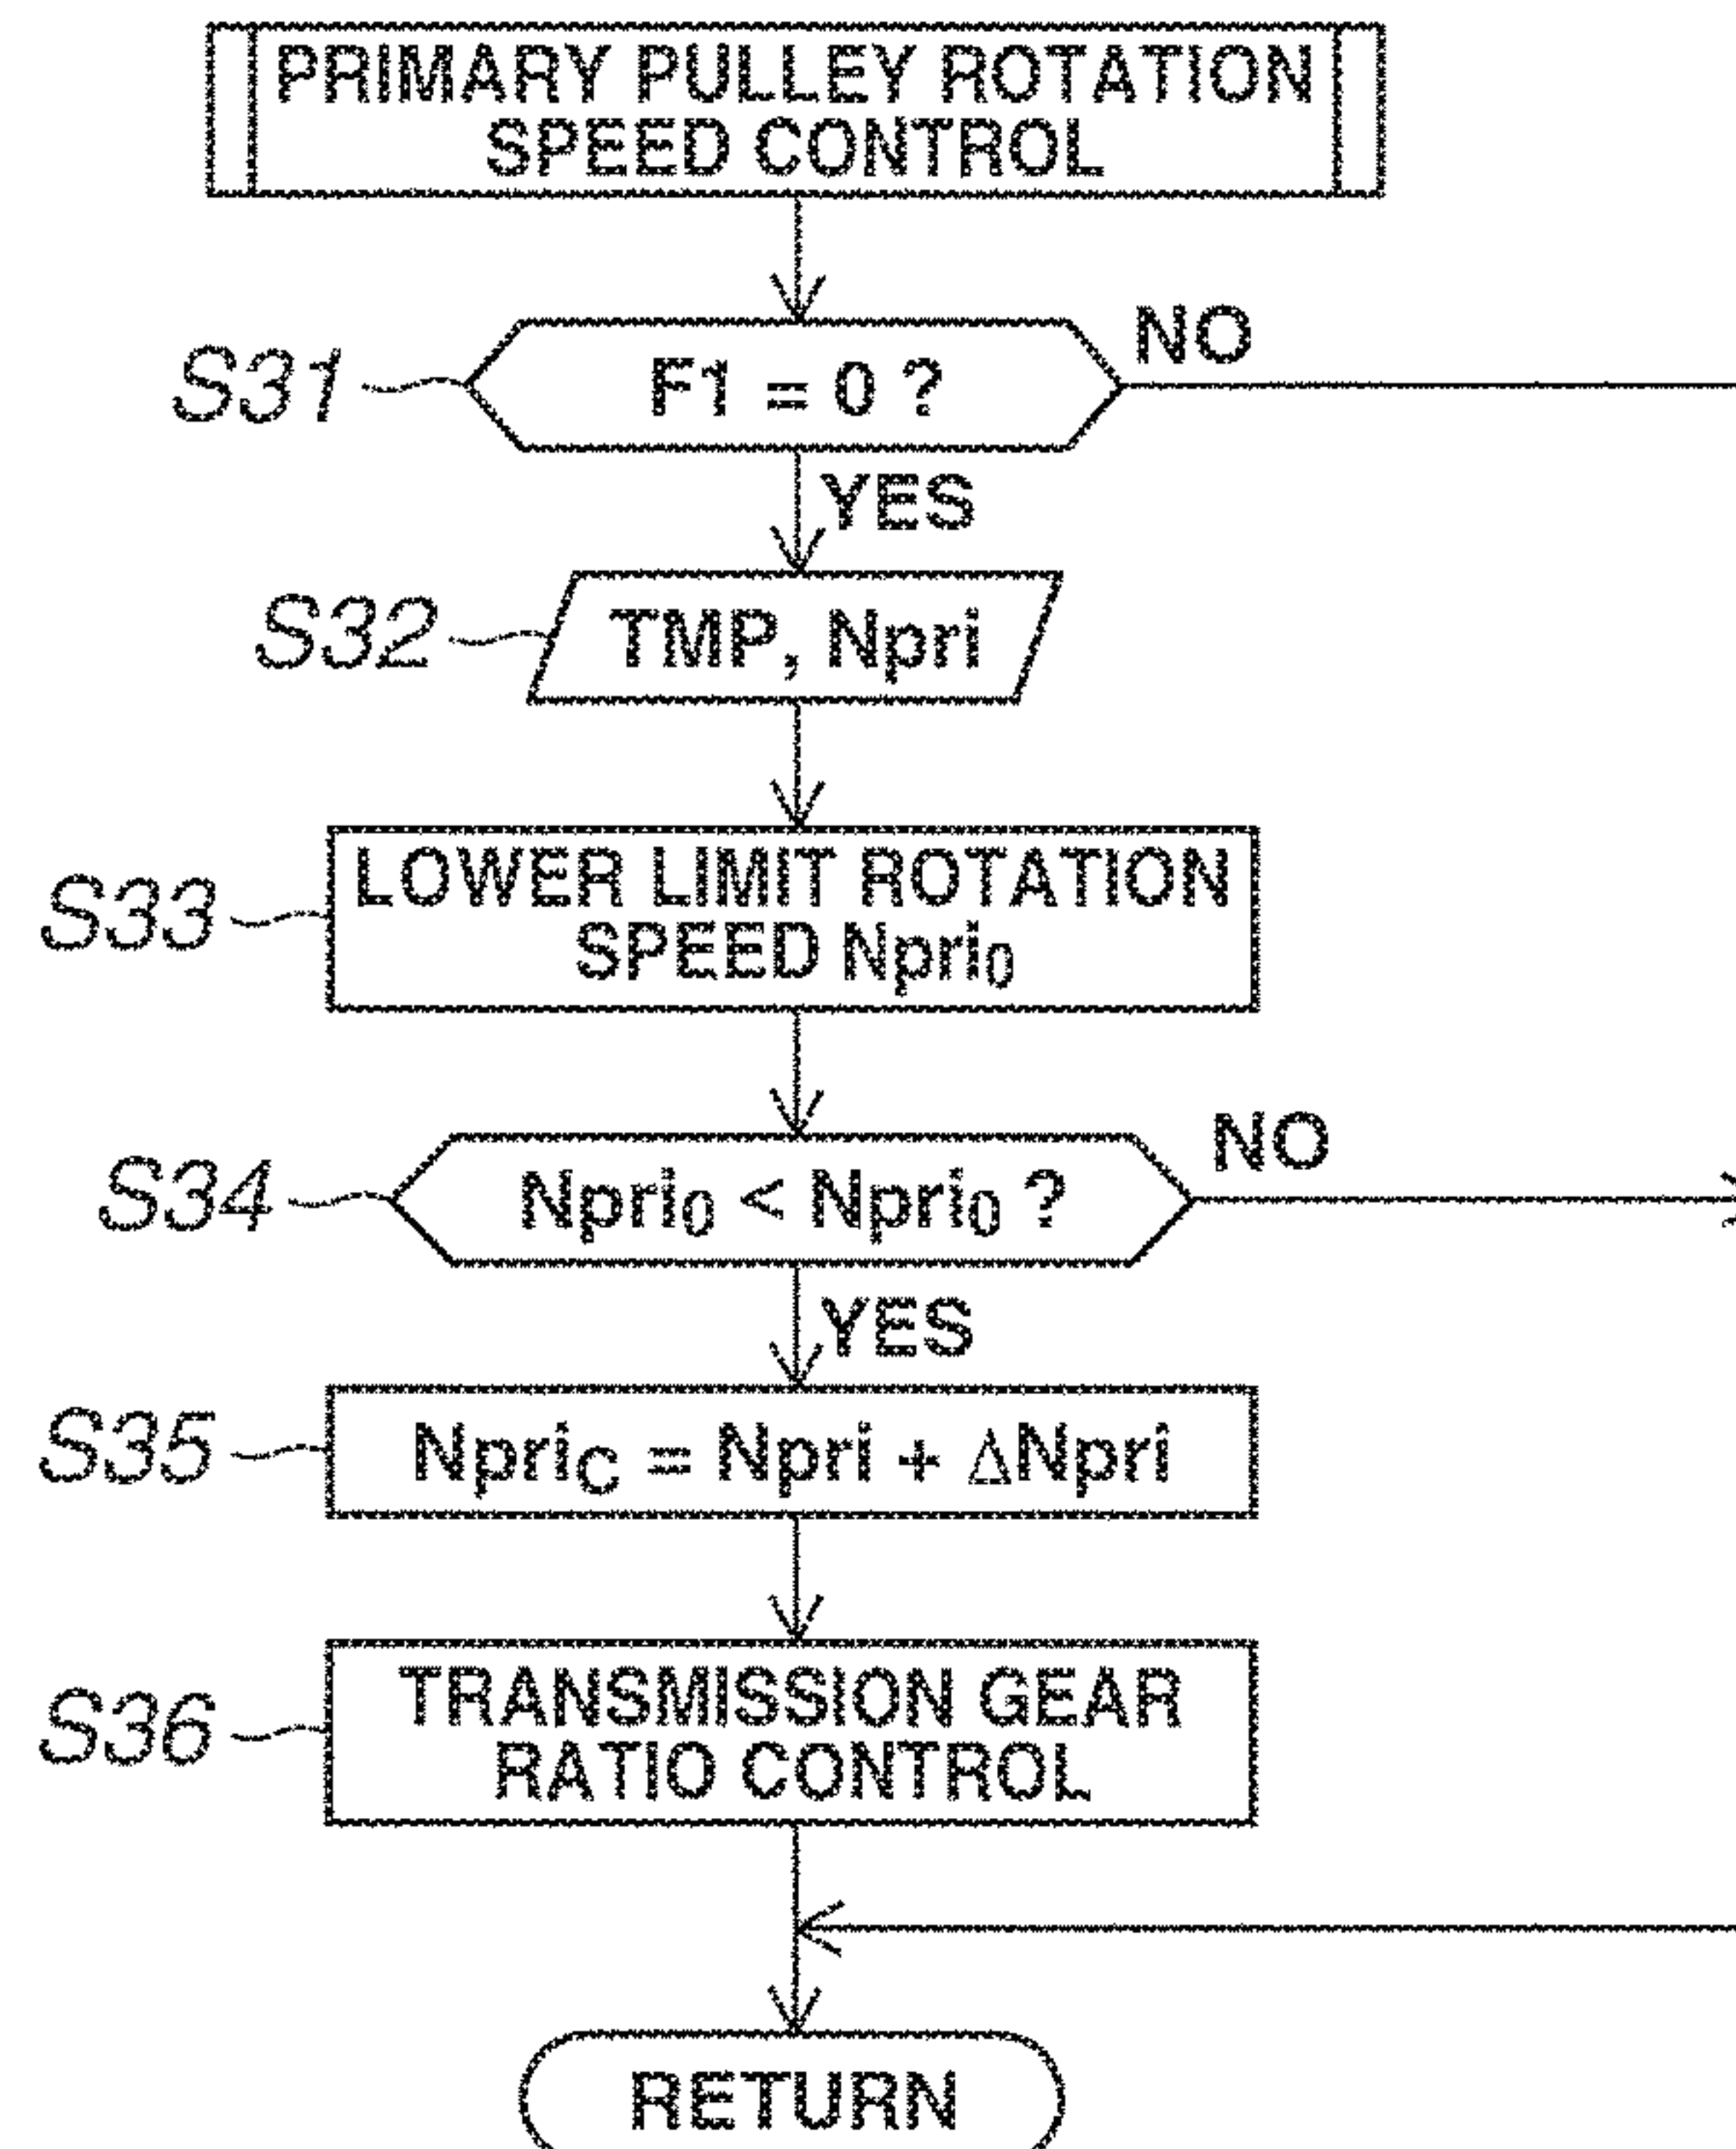 PRIMARY PULLEY ROTATION
SPEED CONTROL
S31
F1 = 0 ?
NO
YES
S32
TMP, Npri
S33
LOWER LIMIT ROTATION
SPEED Npri₀
S34
Npri₀ < Npri₀ ?
NO
YES
S35
NpriC = Npri + ΔNpri
S36
TRANSMISSION GEAR
RATIO CONTROL
RETURN